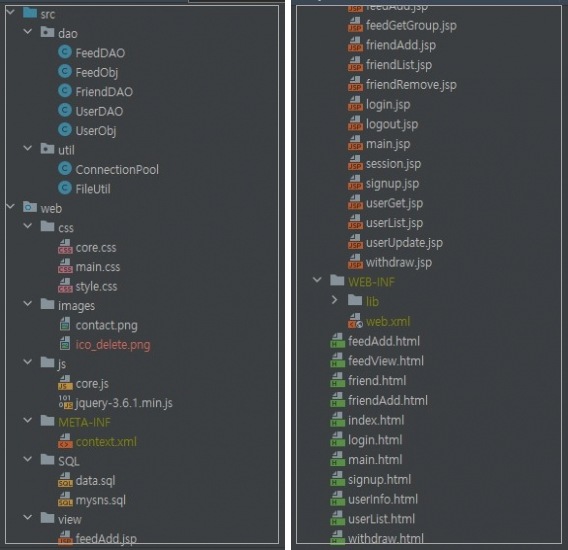 src
dao
FeedDAO
FeedObj
FriendDAO
UserDAO
UserObj
util
ConnectionPool
FileUtil
web
css
core.css
main.css
style.css
images
contact.png
ico_delete.png
js
core.js
jquery-3.6.1.min.js
META-INF
context.xml
SQL
data.sql
mysns.sql
view
feedAdd.jsp
feedAdd.jsp
feedGetGroup.jsp
friendAdd.jsp
friendList.jsp
friendRemove.jsp
login.jsp
logout.jsp
main.jsp
session.jsp
signup.jsp
userGet.jsp
userList.jsp
userUpdate.jsp
withdraw.jsp
WEB-INF
lib
web.xml
feedAdd.html
feedView.html
friend.html
friendAdd.html
index.html
login.html
main.html
signup.html
userInfo.html
userList.html
withdraw.html